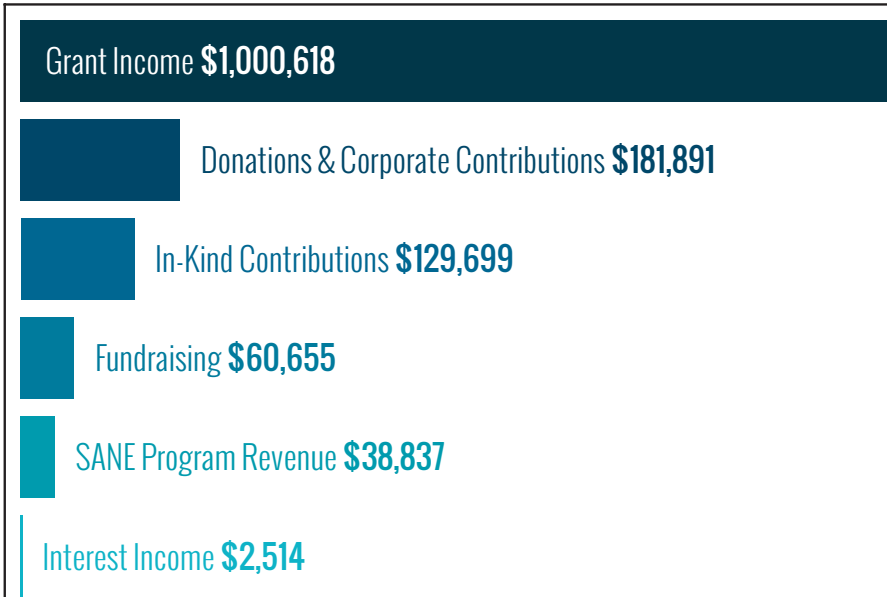 Grant Income $1,000,618
Donations & Corporate Contributions $181,891
In-Kind Contributions $129,699
Fundraising $60,655
SANE Program Revenue $38,837
Interest Income $2,514